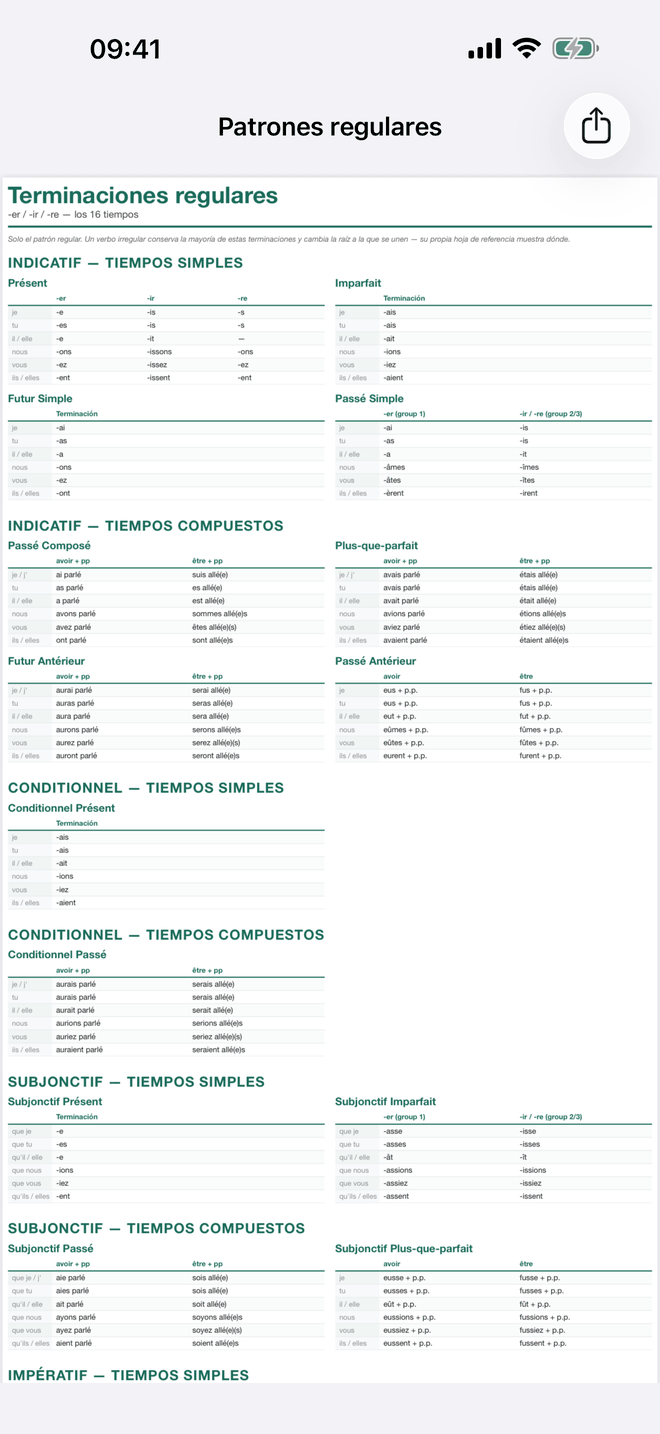 09:41
Patrones regulares
Terminaciones regulares
-er / -ir / -re — los 16 tiempos
Solo el patrón regular. Un verbo irregular conserva la mayoría de estas terminaciones y cambia la raíz a la que se unen — su propia hoja de referencia muestra dónde.
INDICATIF — TIEMPOS SIMPLES
Présent
-er -ir -re
je -e -is -s
tu -es -is -s
il / elle -e -it —
nous -ons -issons -ons
vous -ez -issez -ez
ils / elles -ent -issent -ent
Imparfait
Terminación
je -ais
tu -ais
il / elle -ait
nous -ions
vous -iez
ils / elles -aient
Futur Simple
Terminación
je -ai
tu -as
il / elle -a
nous -ons
vous -ez
ils / elles -ont
Passé Simple
-er (group 1) -ir / -re (group 2/3)
je -ai -is
tu -as -is
il / elle -a -it
nous -âmes -îmes
vous -âtes -îtes
ils / elles -èrent -irent
INDICATIF — TIEMPOS COMPUESTOS
Passé Composé
avoir + pp être + pp
je / j' ai parlé suis allé(e)
tu as parlé es allé(e)
il / elle a parlé est allé(e)
nous avons parlé sommes allé(e)s
vous avez parlé êtes allé(e)(s)
ils / elles ont parlé sont allé(e)s
Plus-que-parfait
avoir + pp être + pp
je / j' avais parlé étais allé(e)
tu avais parlé étais allé(e)
il / elle avait parlé était allé(e)
nous avions parlé étions allé(e)s
vous aviez parlé étiez allé(e)(s)
ils / elles avaient parlé étaient allé(e)s
Futur Antérieur
avoir + pp être + pp
je / j' aurai parlé serai allé(e)
tu auras parlé seras allé(e)
il / elle aura parlé sera allé(e)
nous aurons parlé serons allé(e)s
vous aurez parlé serez allé(e)(s)
ils / elles auront parlé seront allé(e)s
Passé Antérieur
avoir être
je eus + p.p. fus + p.p.
tu eus + p.p. fus + p.p.
il / elle eut + p.p. fut + p.p.
nous eûmes + p.p. fûmes + p.p.
vous eûtes + p.p. fûtes + p.p.
ils / elles eurent + p.p. furent + p.p.
CONDITIONNEL — TIEMPOS SIMPLES
Conditionnel Présent
Terminación
je -ais
tu -ais
il / elle -ait
nous -ions
vous -iez
ils / elles -aient
CONDITIONNEL — TIEMPOS COMPUESTOS
Conditionnel Passé
avoir + pp être + pp
je / j' aurais parlé serais allé(e)
tu aurais parlé serais allé(e)
il / elle aurait parlé serait allé(e)
nous aurions parlé serions allé(e)s
vous auriez parlé seriez allé(e)(s)
ils / elles auraient parlé seraient allé(e)s
SUBJONCTIF — TIEMPOS SIMPLES
Subjonctif Présent
Terminación
que je -e
que tu -es
qu'il / elle -e
que nous -ions
que vous -iez
qu'ils / elles -ent
Subjonctif Imparfait
-er (group 1) -ir / -re (group 2/3)
que je -asse -isse
que tu -asses -isses
qu'il / elle -ât -ît
que nous -assions -issions
que vous -assiez -issiez
qu'ils / elles -assent -issent
SUBJONCTIF — TIEMPOS COMPUESTOS
Subjonctif Passé
avoir + pp être + pp
que je / j' aie parlé sois allé(e)
que tu aies parlé sois allé(e)
qu'il / elle ait parlé soit allé(e)
que nous ayons parlé soyons allé(e)s
que vous ayez parlé soyez allé(e)(s)
qu'ils / elles aient parlé soient allé(e)s
Subjonctif Plus-que-parfait
avoir être
je eusse + p.p. fusse + p.p.
tu eusses + p.p. fusses + p.p.
il / elle eût + p.p. fût + p.p.
nous eussions + p.p. fussions + p.p.
vous eussiez + p.p. fussiez + p.p.
ils / elles eussent + p.p. fussent + p.p.
IMPÉRATIF — TIEMPOS SIMPLES